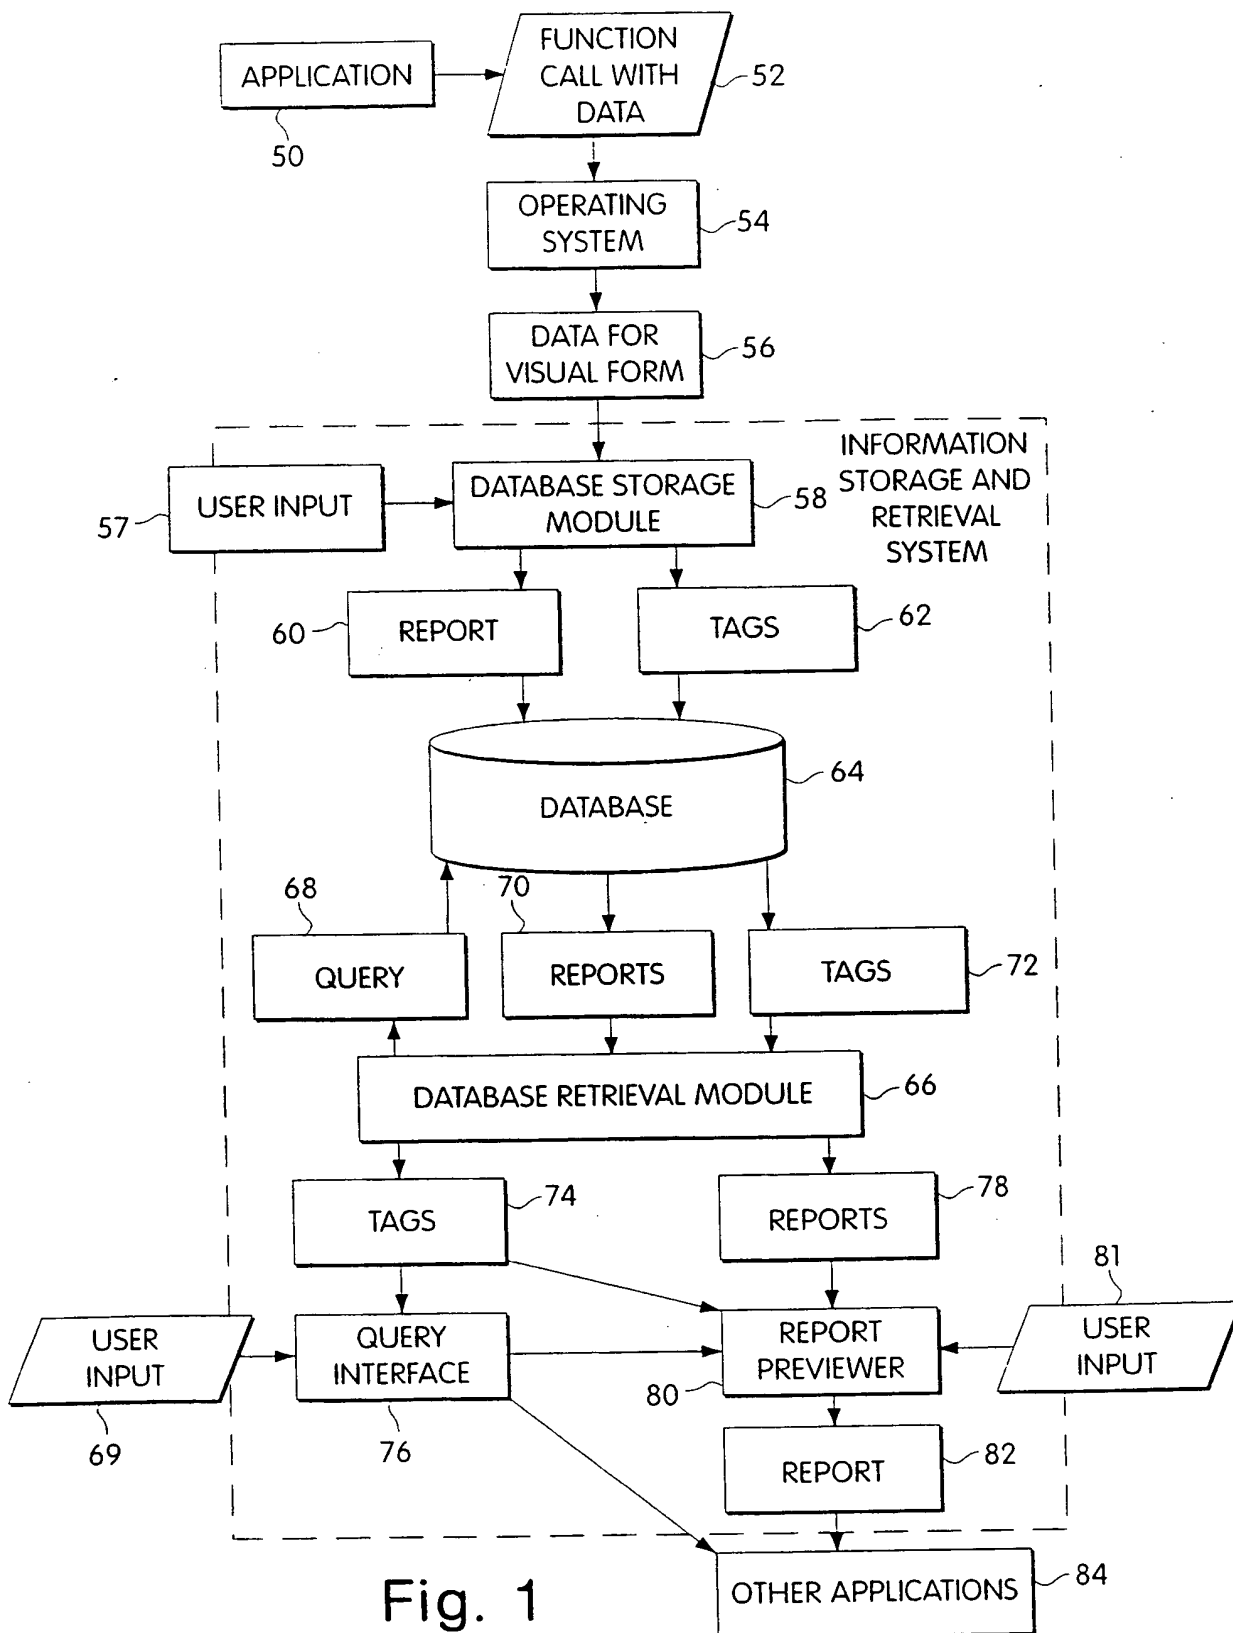 FUNCTION
CALL WITH
DATA
52
APPLICATION
50
OPERATING
SYSTEM
54
DATA FOR
VISUAL FORM
56
INFORMATION
STORAGE AND
RETRIEVAL
SYSTEM
USER INPUT
57
DATABASE STORAGE
MODULE
58
60
REPORT
TAGS
62
DATABASE
64
68
70
QUERY
REPORTS
TAGS
72
DATABASE RETRIEVAL MODULE
66
TAGS
74
REPORTS
78
81
USER
INPUT
69
QUERY
INTERFACE
76
REPORT
PREVIEWER
80
USER
INPUT
REPORT
82
OTHER APPLICATIONS
84
Fig. 1